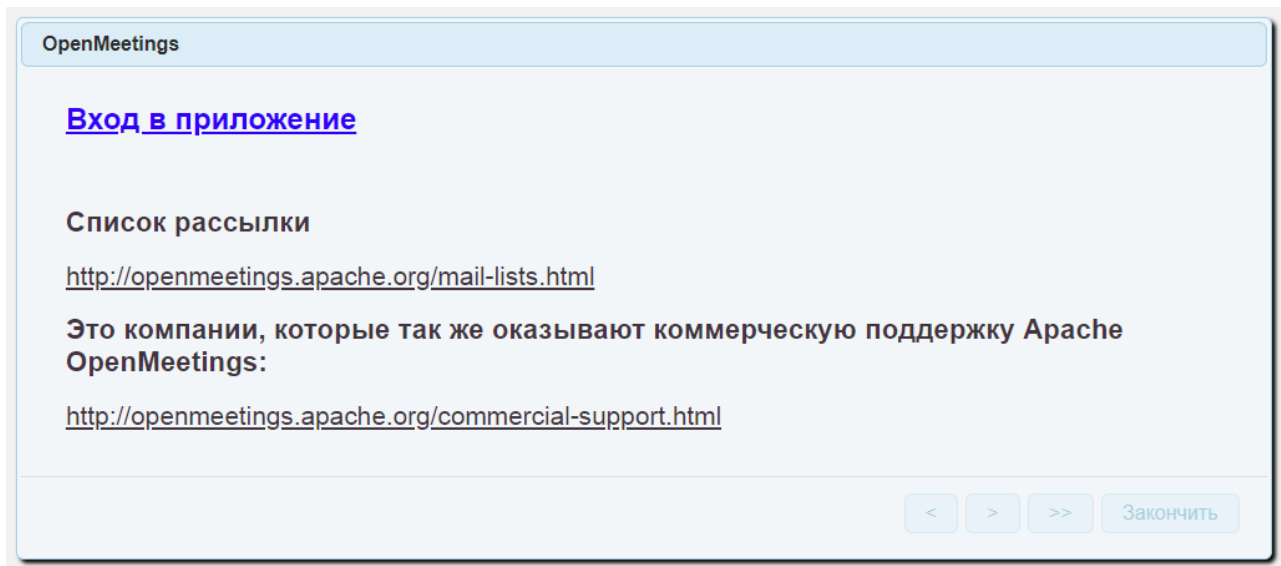 OpenMeetings
Вход в приложение
Список рассылки
http://openmeetings.apache.org/mail-lists.html
Это компании, которые так же оказывают коммерческую поддержку Apache
OpenMeetings:
http://openmeetings.apache.org/commercial-support.html
< > >> Закончить